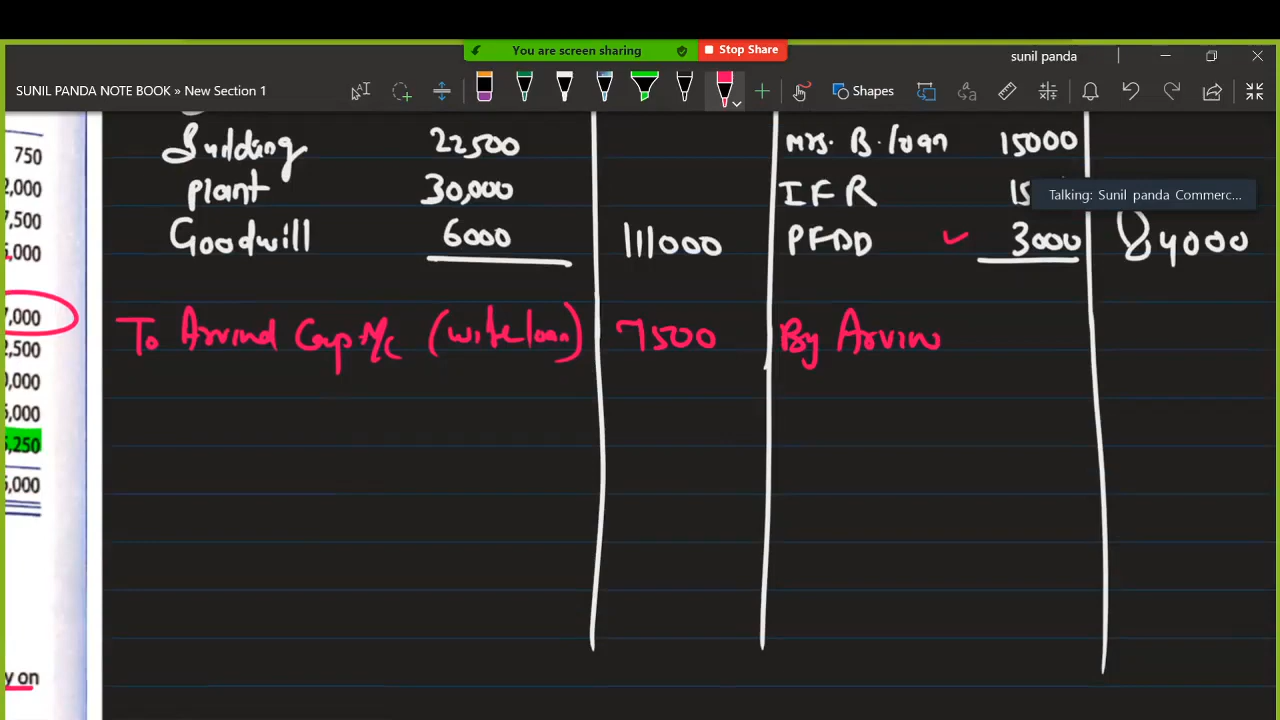 You are screen sharing
Stop Share
sunil panda
SUNIL PANDA NOTE BOOK » New Section 1
Shapes
Talking: Sunil panda Commerc...
750
2,000
7,500
5,000
7,000
2,500
0,000
5,000
5,250
5,000
y on
Building 22500 Mrs. B. loan 15000
Plant 30,000 IFR 15
Goodwill 6000 111000 PFDD 3000 84000
To Arvind Cap A/c (wife loan) 7500 By Arvin